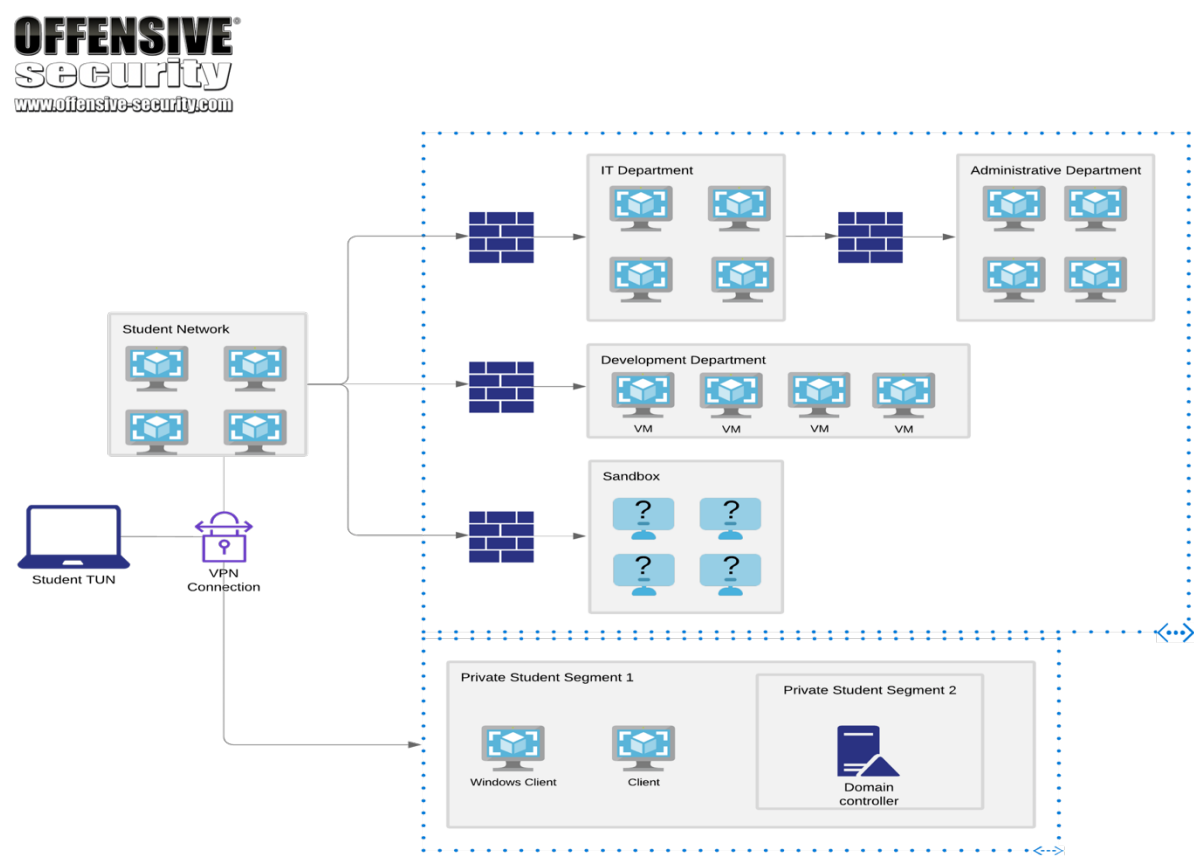 OFFENSIVE®
security
www.offensive-security.com
IT Department
Administrative Department
Student Network
Development Department
VM
VM
VM
VM
Sandbox
?
?
?
?
Student TUN
VPN
Connection
Private Student Segment 1
Private Student Segment 2
Windows Client
Client
Domain
controller